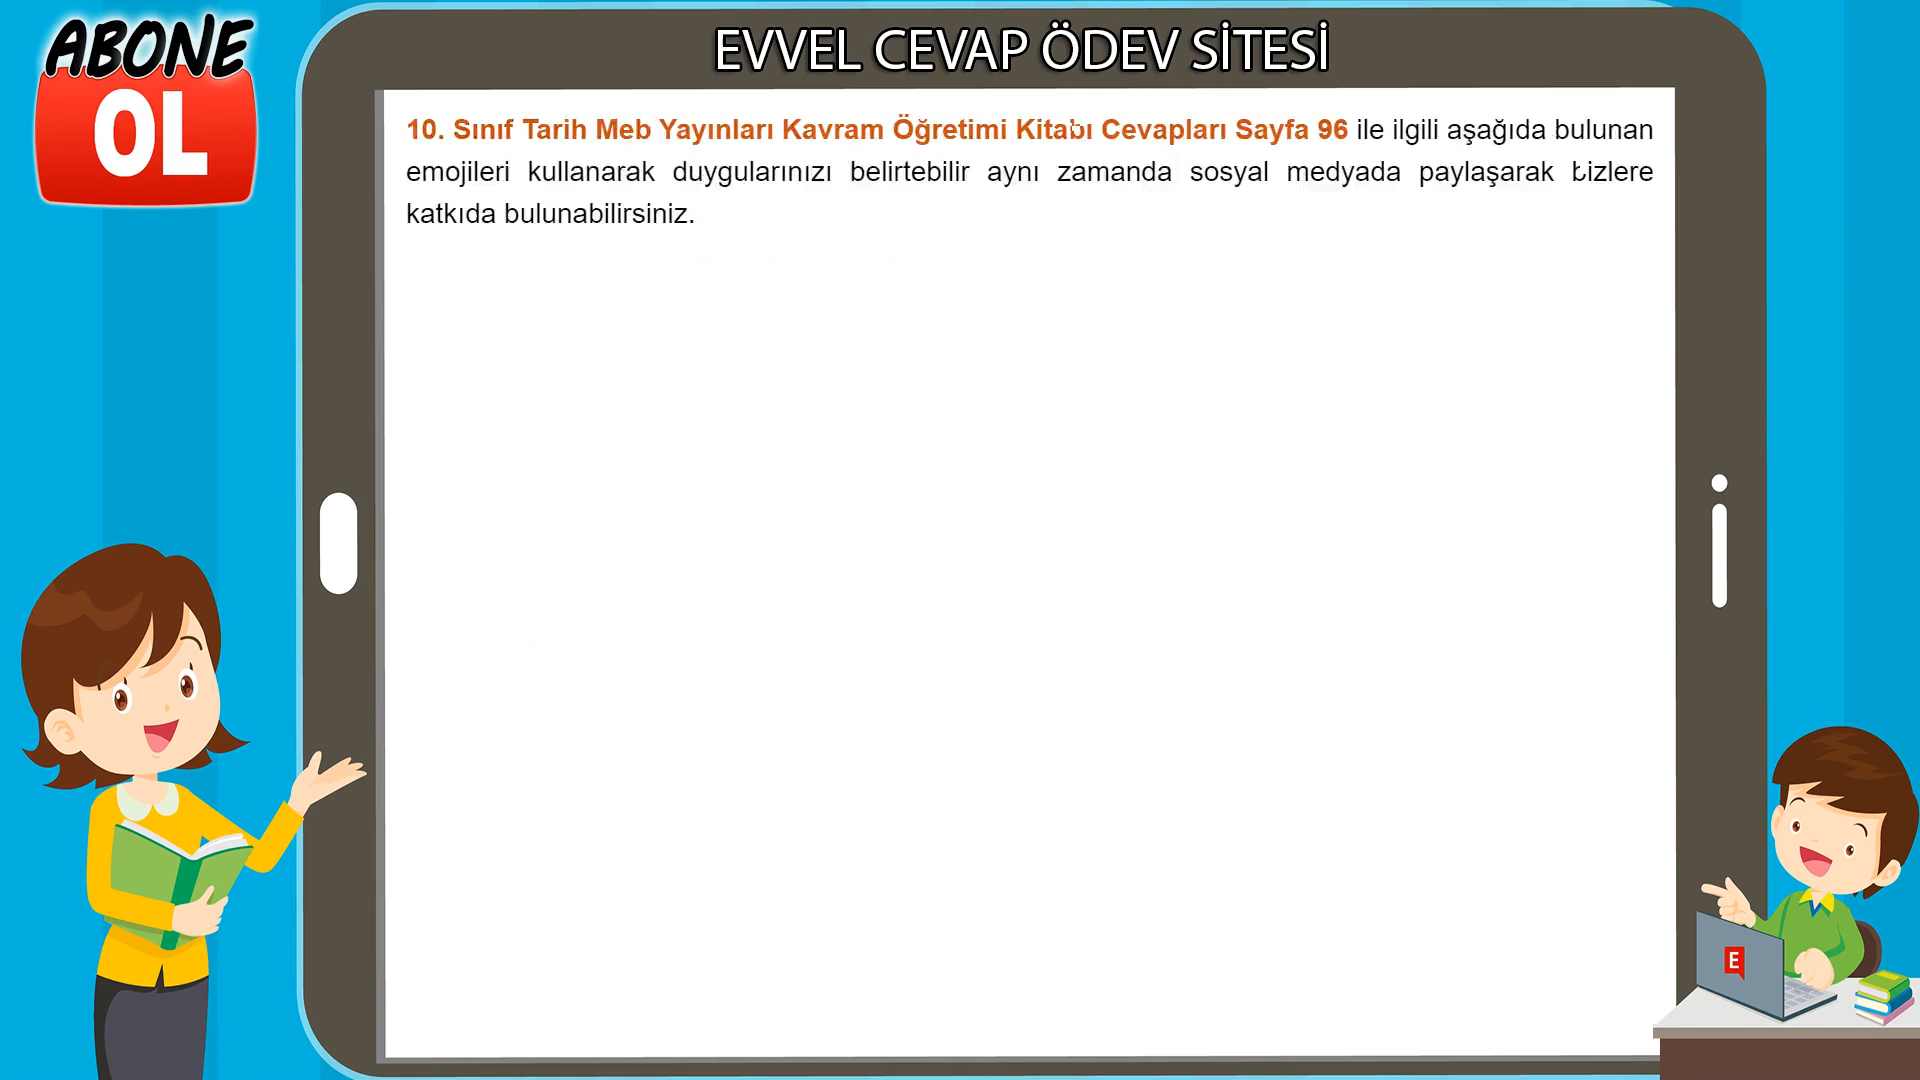 ABONE
OL
EVVEL CEVAP ÖDEV SİTESİ
10. Sınıf Tarih Meb Yayınları Kavram Öğretimi Kitabı Cevapları Sayfa 96 ile ilgili aşağıda bulunan
emojileri kullanarak duygularınızı belirtebilir aynı zamanda sosyal medyada paylaşarak bizlere
katkıda bulunabilirsiniz.
E